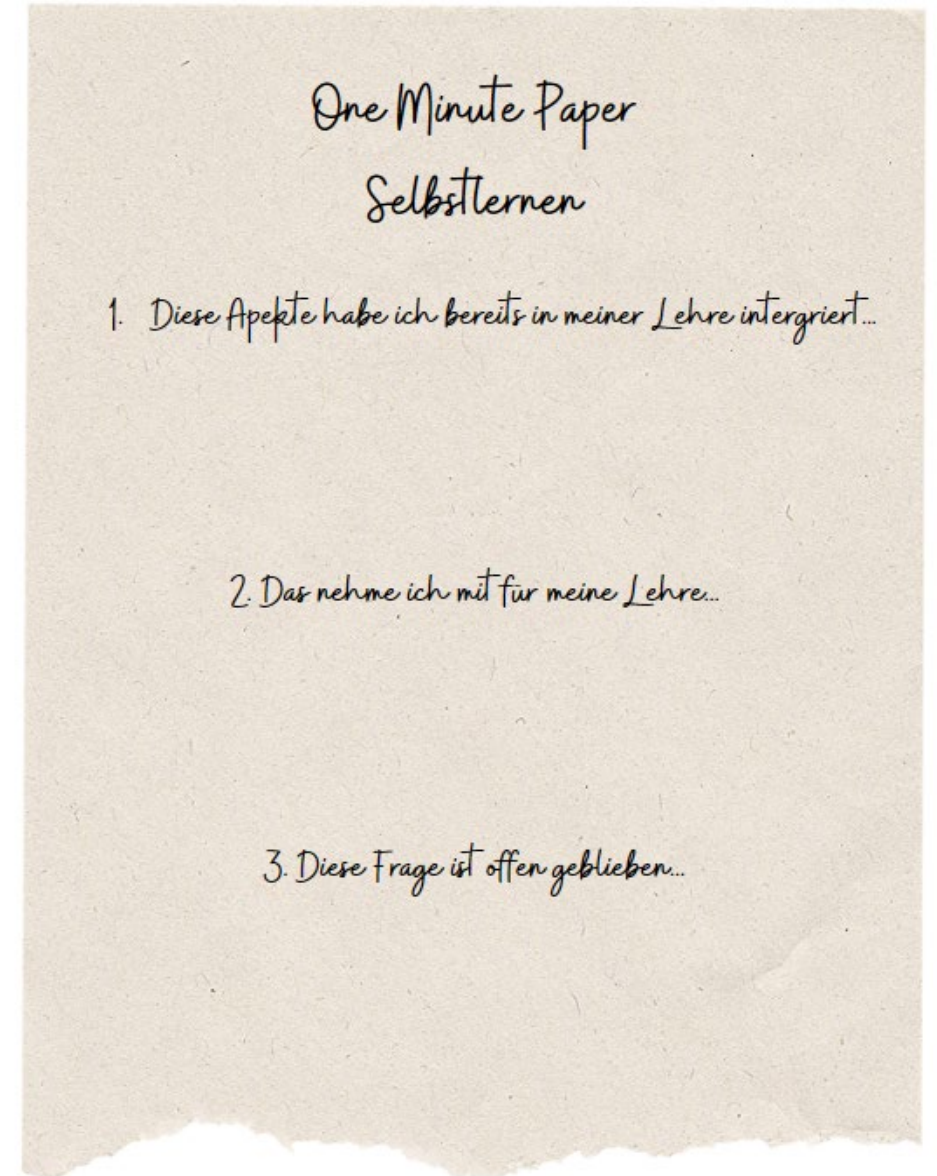 One Minute Paper
Selbstlernen
1. Diese Apekte habe ich bereits in meiner Lehre intergriert...
2. Das nehme ich mit für meine Lehre...
3. Diese Frage ist offen geblieben...